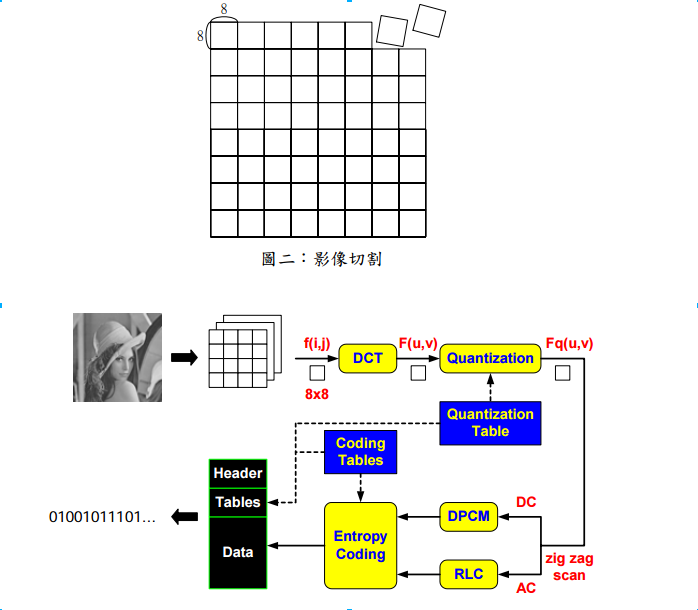 8
8
圖二：影像切割
f(i,j)
8x8
DCT
F(u,v)
Quantization
Fq(u,v)
Quantization
Table
Coding
Tables
Header
Tables
Data
01001011101...
Entropy
Coding
DPCM
DC
RLC
AC
zig zag
scan